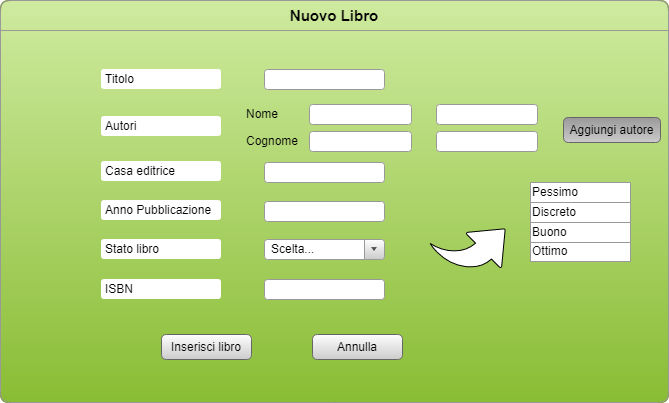 Nuovo Libro
Titolo
Nome
Autori
Aggiungi autore
Cognome
Casa editrice
Pessimo
Anno Pubblicazione
Discreto
Buono
Stato libro
Scelta...
Ottimo
ISBN
Inserisci libro
Annulla